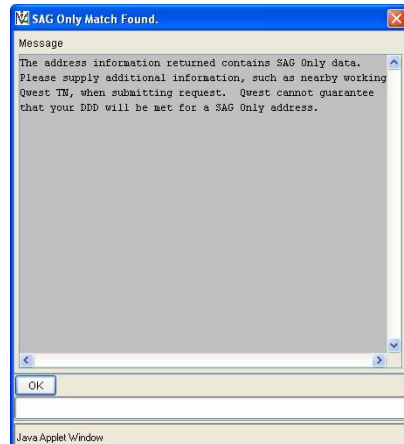 SAG Only Match Found.
Message
The address information returned contains SAG Only data.
Please supply additional information, such as nearby working
Qwest TN, when submitting request.  Qwest cannot guarantee
that your DDD will be met for a SAG Only address.
OK
Java Applet Window